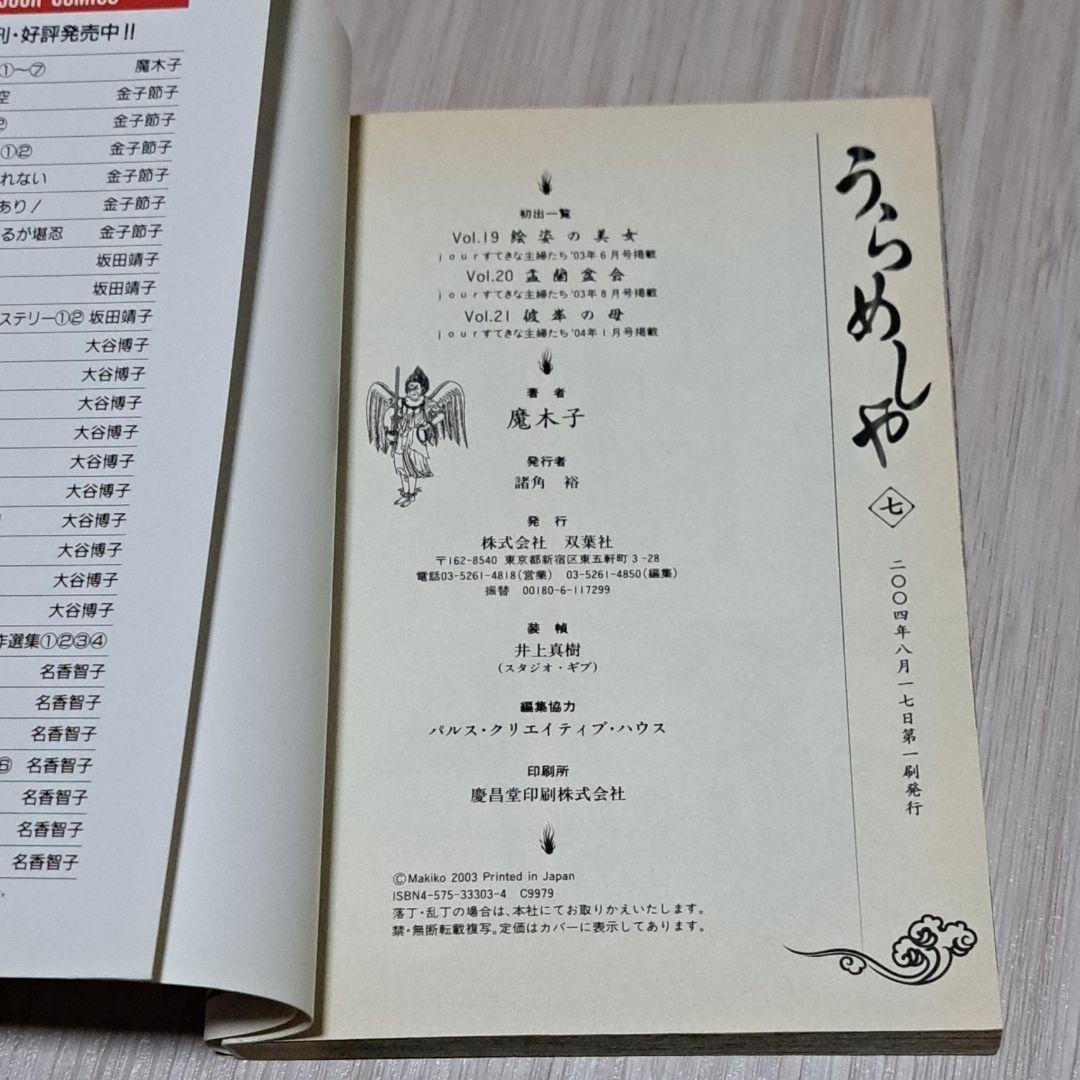 刊・好評発売中!!
①〜⑦ 魔木子
空 金子節子
② 金子節子
①② 金子節子
れない 金子節子
あり! 金子節子
るが堪忍 金子節子
坂田靖子
坂田靖子
ステリー①② 坂田靖子
大谷博子
大谷博子
大谷博子
大谷博子
大谷博子
大谷博子
大谷博子
大谷博子
大谷博子
大谷博子
作選集①②③④
名香智子
名香智子
名香智子
⑥ 名香智子
名香智子
名香智子
名香智子
うらめしや
七
二〇〇四年八月一七日第一刷発行
初出一覧
Vol.19 絵姿の美女
jourすてきな主婦たち'03年6月号掲載
Vol.20 盂蘭盆会
jourすてきな主婦たち'03年8月号掲載
Vol.21 彼岸の母
jourすてきな主婦たち'04年1月号掲載
著者
魔木子
発行者
諸角 裕
発行
株式会社 双葉社
〒162-8540 東京都新宿区東五軒町3-28
電話03-5261-4818(営業) 03-5261-4850(編集)
振替 00180-6-117299
装幀
井上真樹
(スタジオ・ギブ)
編集協力
パルス・クリエイティブ・ハウス
印刷所
慶昌堂印刷株式会社
©Makiko 2003 Printed in Japan
ISBN4-575-33303-4 C9979
落丁・乱丁の場合は、本社にてお取りかえいたします。
禁・無断転載複写。定価はカバーに表示してあります。